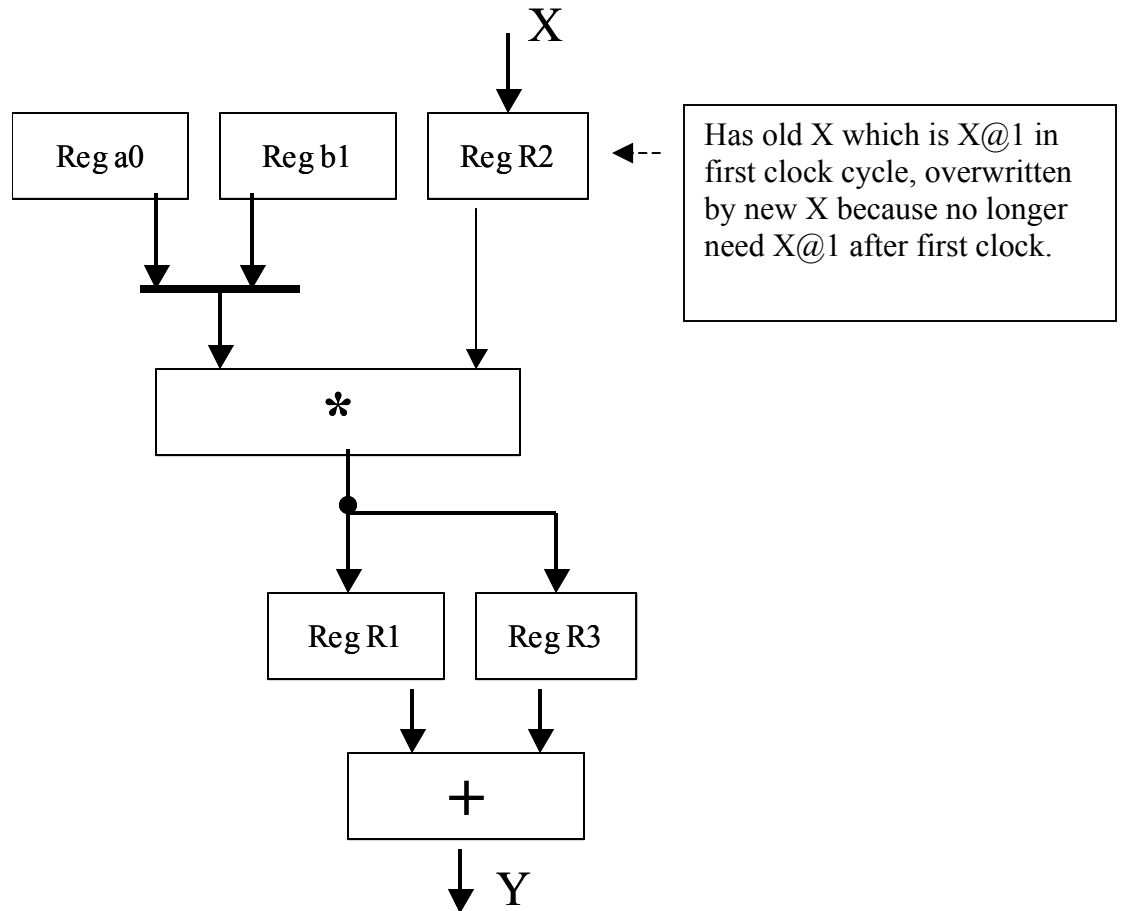 X
Reg a0
Reg b1
Reg R2
Has old X which is X@1 in
first clock cycle, overwritten
by new X because no longer
need X@1 after first clock.
*
Reg R1
Reg R3
+
Y